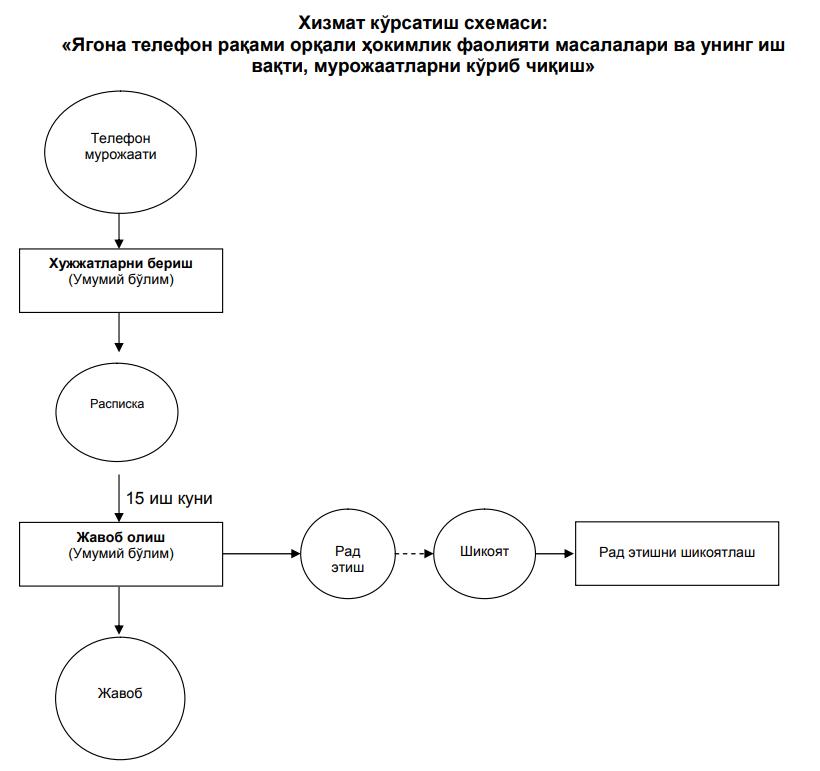 Хизмат кўрсатиш схемаси:
«Ягона телефон рақами орқали ҳокимлик фаолияти масалалари ва унинг иш
вақти, мурожаатларни кўриб чиқиш»
Телефон
мурожаати
Хужжатларни бериш
(Умумий бўлим)
Расписка
15 иш куни
Жавоб олиш
(Умумий бўлим)
Рад
этиш
Шикоят
Рад этишни шикоятлаш
Жавоб